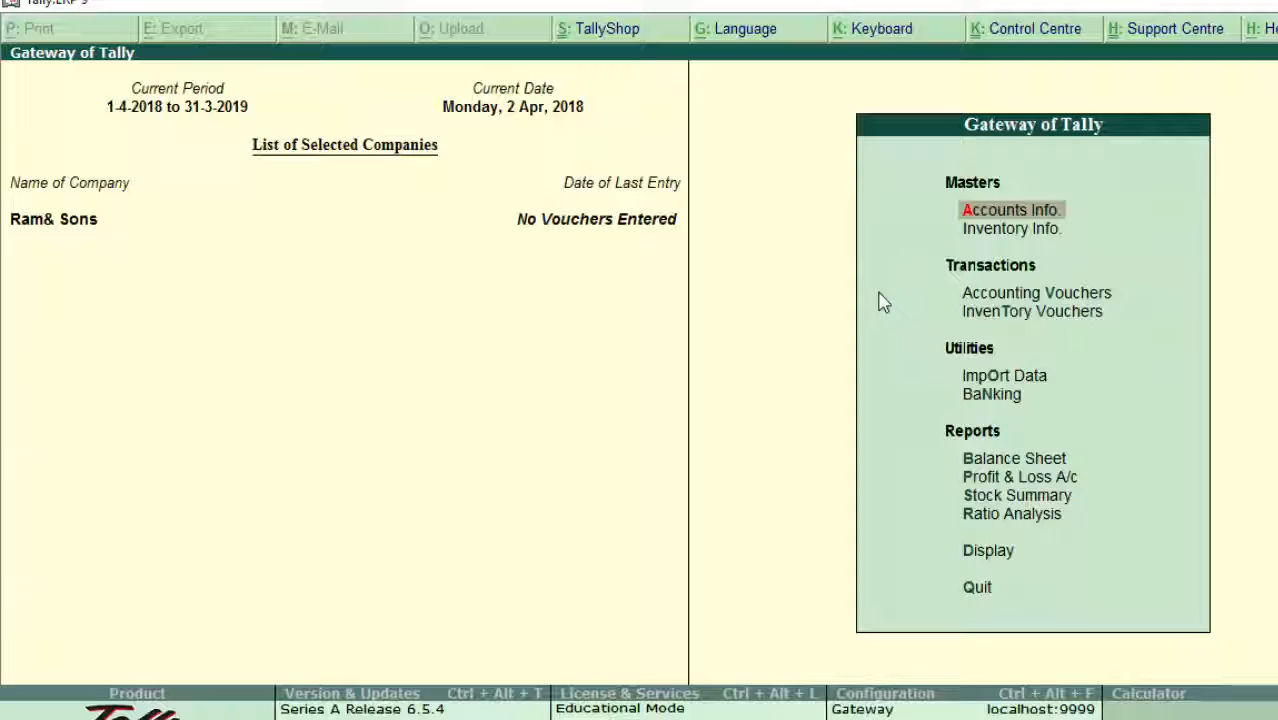 Tally.ERP 9
P: Print E: Export M: E-Mail O: Upload S: TallyShop G: Language K: Keyboard K: Control Centre H: Support Centre H: He
Gateway of Tally
Current Period Current Date
1-4-2018 to 31-3-2019 Monday, 2 Apr, 2018
List of Selected Companies
Name of Company Date of Last Entry
Ram& Sons No Vouchers Entered
Gateway of Tally
Masters
Accounts Info.
Inventory Info.
Transactions
Accounting Vouchers
InvenTory Vouchers
Utilities
ImpOrt Data
BaNking
Reports
Balance Sheet
Profit & Loss A/c
Stock Summary
Ratio Analysis
Display
Quit
Product Version & Updates Ctrl + Alt + T License & Services Ctrl + Alt + L Configuration Ctrl + Alt + F Calculator
Tally Series A Release 6.5.4 Educational Mode Gateway localhost:9999